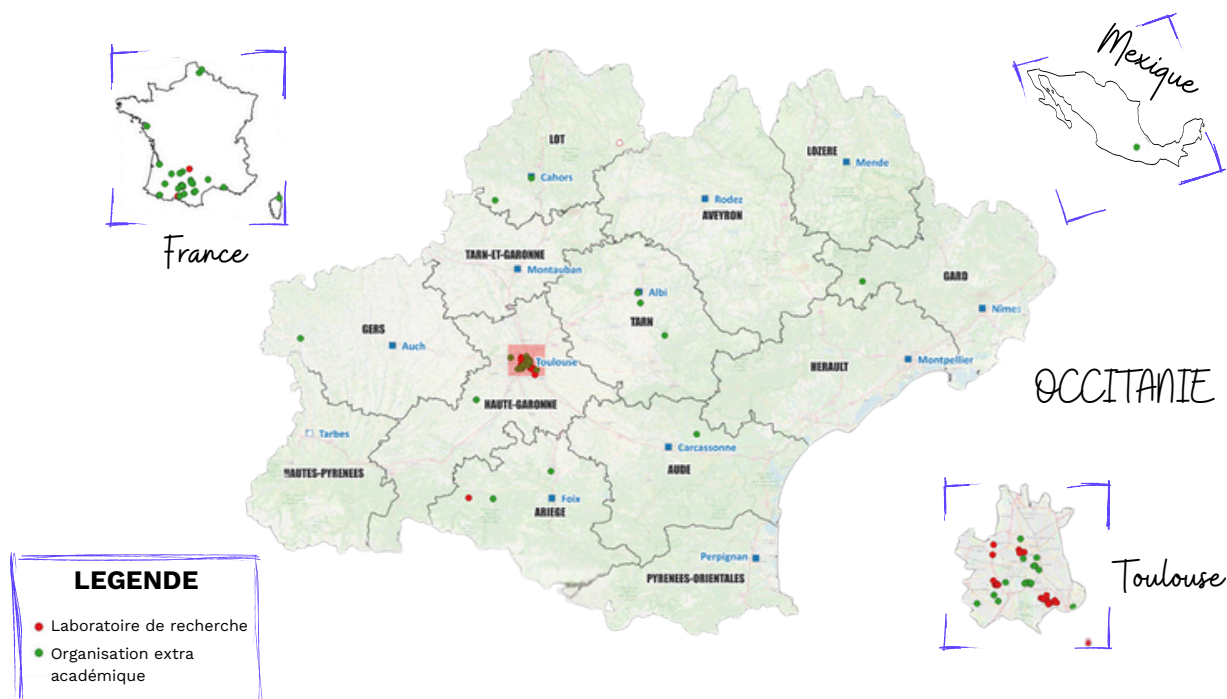 Mexique
France
LOT
Cahors
LOZERE
Mende
Rodez
AVEYRON
TARN-ET-GARONNE
Montauban
GARD
Nîmes
Albi
TARN
GERS
Auch
Toulouse
HERAULT
Montpellier
OCCITANIE
HAUTE-GARONNE
Tarbes
Carcassonne
AUDE
HAUTES-PYRENEES
Foix
ARIEGE
Perpignan
PYRENEES-ORIENTALES
Toulouse
LEGENDE
Laboratoire de recherche
Organisation extra
académique